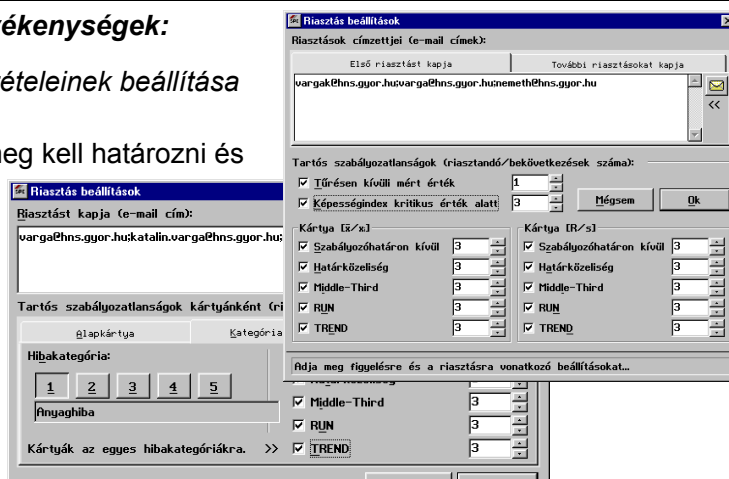 ékenységek:
ételeinek beállítása
meg kell határozni és
Riasztás beállítások
Riasztások címzettjei (e-mail címek):
Első riasztást kapja
További riasztásokat kapja
vargak@hns.gyor.hu;varga@hns.gyor.hu;nemeth@hns.gyor.hu
<<
Tartós szabályozatlanságok (riasztandó/bekövetkezések száma):
Tűrésen kívüli mért érték 1
Képességindex kritikus érték alatt 3
Mégsem Ok
Kártya [x̄/xᵢ]
Szabályozóhatáron kívül 3
Határközeliség 3
Middle-Third 3
RUN 3
TREND 3
Kártya [R/s]
Szabályozóhatáron kívül 3
Határközeliség 3
Middle-Third 3
RUN 3
TREND 3
Adja meg figyelésre és a riasztásra vonatkozó beállításokat...
Riasztás beállítások
Riasztást kapja (e-mail cím):
varga@hns.gyor.hu;katalin.varga@hns.gyor.hu;
Tartós szabályozatlanságok kártyánként (ri
Alapkártya
Kategória
Hibakategória:
1 2 3 4 5
Anyaghiba
Kártyák az egyes hibakategóriákra. >>
Middle-Third 3
RUN 3
TREND 3